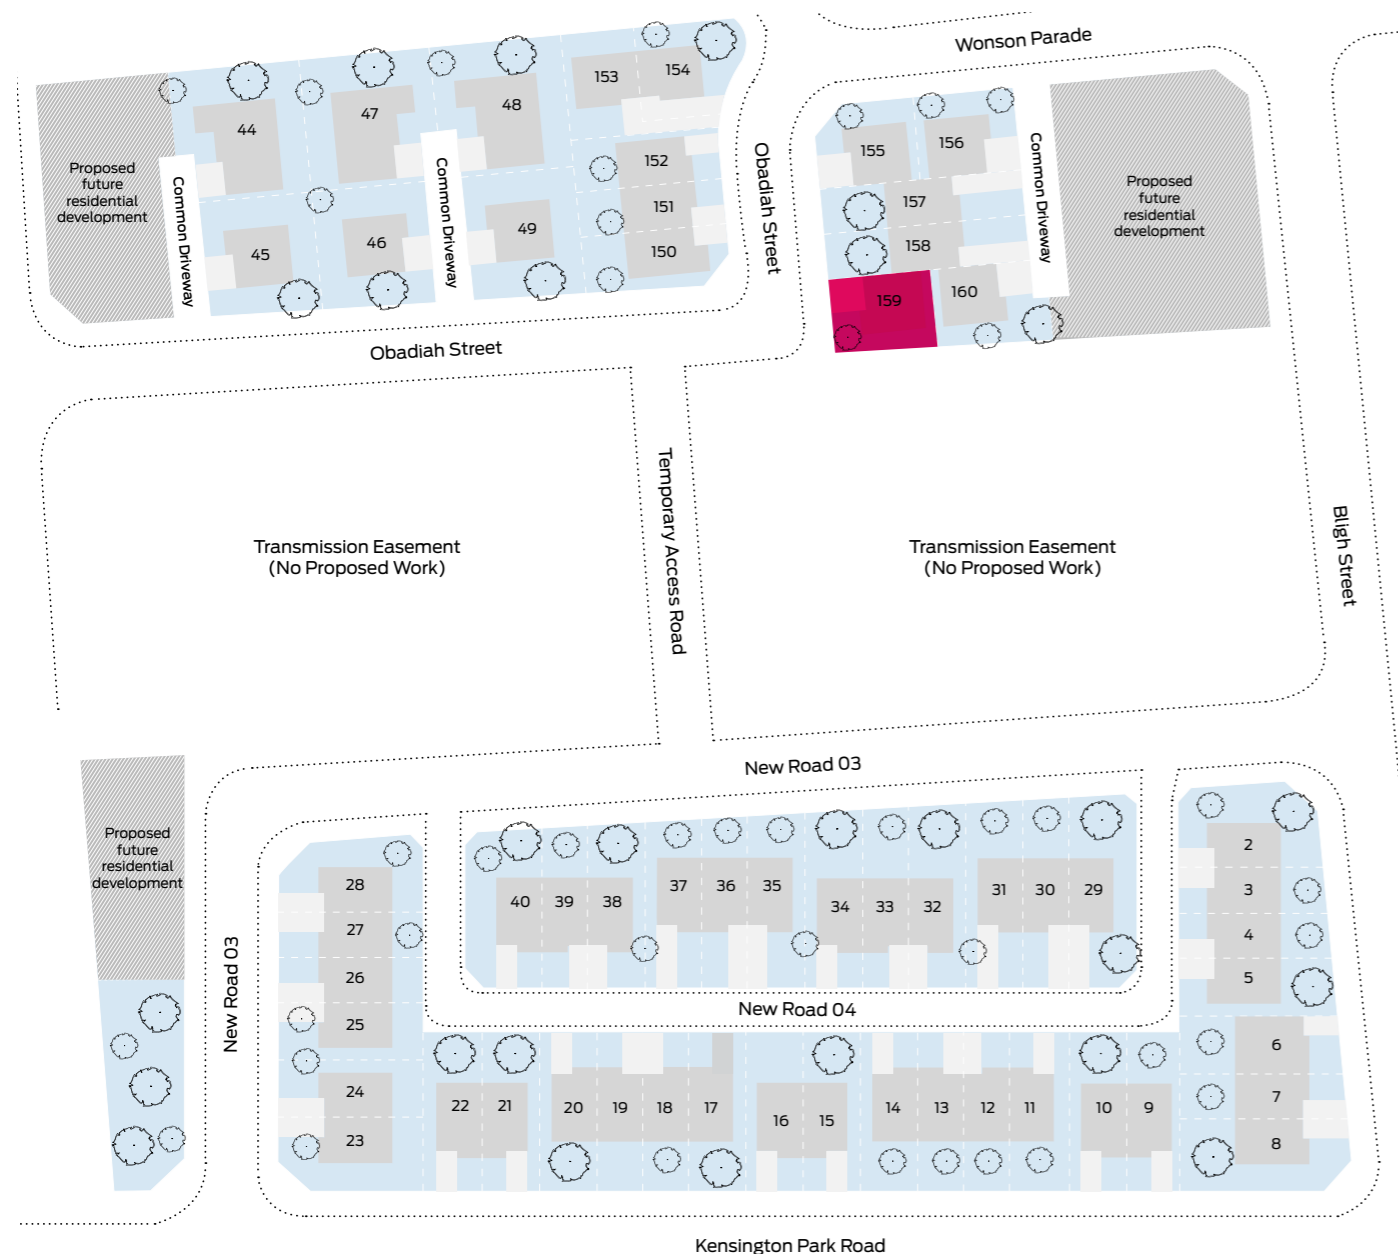 Wonson Parade
153
154
47
48
44
156
155
Proposed
future
residential
development
Common Driveway
Common Driveway
152
151
150
Obadiah Street
157
158
Common Driveway
Proposed
future
residential
development
45
46
49
159
160
Obadiah Street
Temporary Access Road
Transmission Easement
(No Proposed Work)
Transmission Easement
(No Proposed Work)
Bligh Street
New Road 03
Proposed
future
residential
development
New Road 03
28
27
26
25
24
23
40
39
38
37
36
35
34
33
32
31
30
29
2
3
4
5
6
7
8
New Road 04
22
21
20
19
18
17
16
15
14
13
12
11
10
9
Kensington Park Road